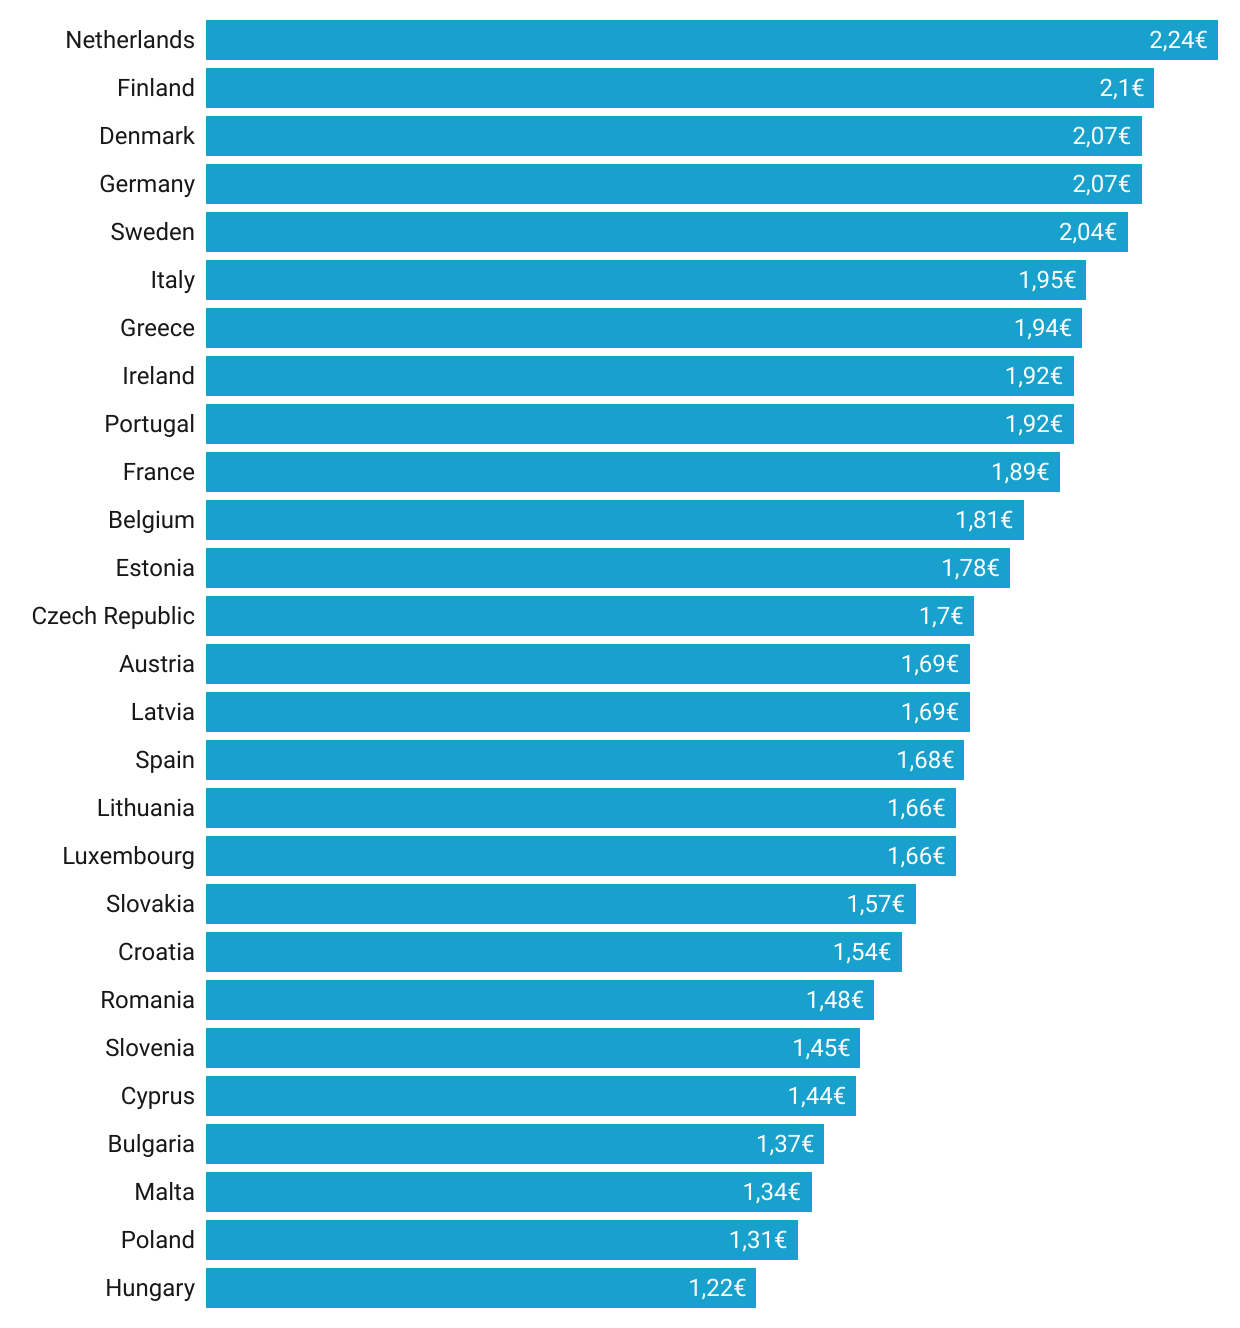 Netherlands 2,24€
Finland 2,1€
Denmark 2,07€
Germany 2,07€
Sweden 2,04€
Italy 1,95€
Greece 1,94€
Ireland 1,92€
Portugal 1,92€
France 1,89€
Belgium 1,81€
Estonia 1,78€
Czech Republic 1,7€
Austria 1,69€
Latvia 1,69€
Spain 1,68€
Lithuania 1,66€
Luxembourg 1,66€
Slovakia 1,57€
Croatia 1,54€
Romania 1,48€
Slovenia 1,45€
Cyprus 1,44€
Bulgaria 1,37€
Malta 1,34€
Poland 1,31€
Hungary 1,22€